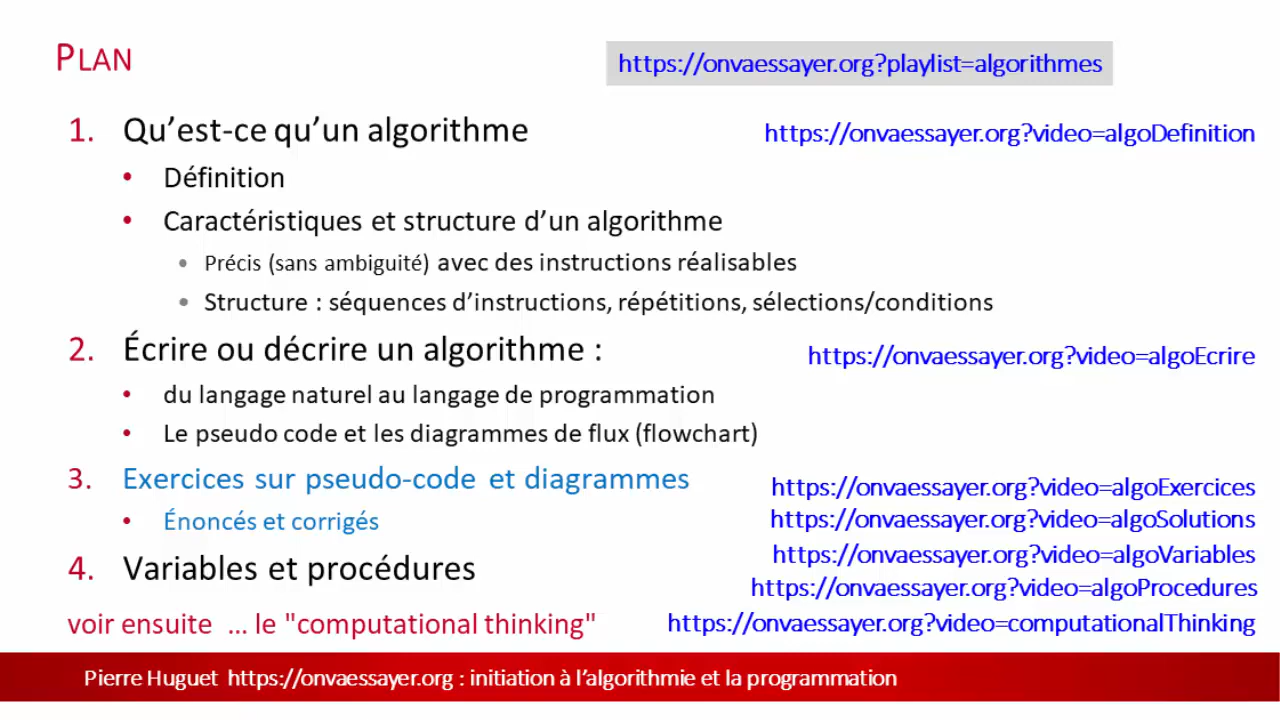 PLAN
https://onvaessayer.org?playlist=algorithmes
1. Qu’est-ce qu’un algorithme
https://onvaessayer.org?video=algoDefinition
• Définition
• Caractéristiques et structure d’un algorithme
• Précis (sans ambiguité) avec des instructions réalisables
• Structure : séquences d’instructions, répétitions, sélections/conditions
2. Écrire ou décrire un algorithme :
https://onvaessayer.org?video=algoEcrire
• du langage naturel au langage de programmation
• Le pseudo code et les diagrammes de flux (flowchart)
3. Exercices sur pseudo-code et diagrammes
https://onvaessayer.org?video=algoExercices
• Énoncés et corrigés
https://onvaessayer.org?video=algoSolutions
4. Variables et procédures
https://onvaessayer.org?video=algoVariables
https://onvaessayer.org?video=algoProcedures
voir ensuite … le "computational thinking"
https://onvaessayer.org?video=computationalThinking
Pierre Huguet https://onvaessayer.org : initiation à l’algorithmie et la programmation